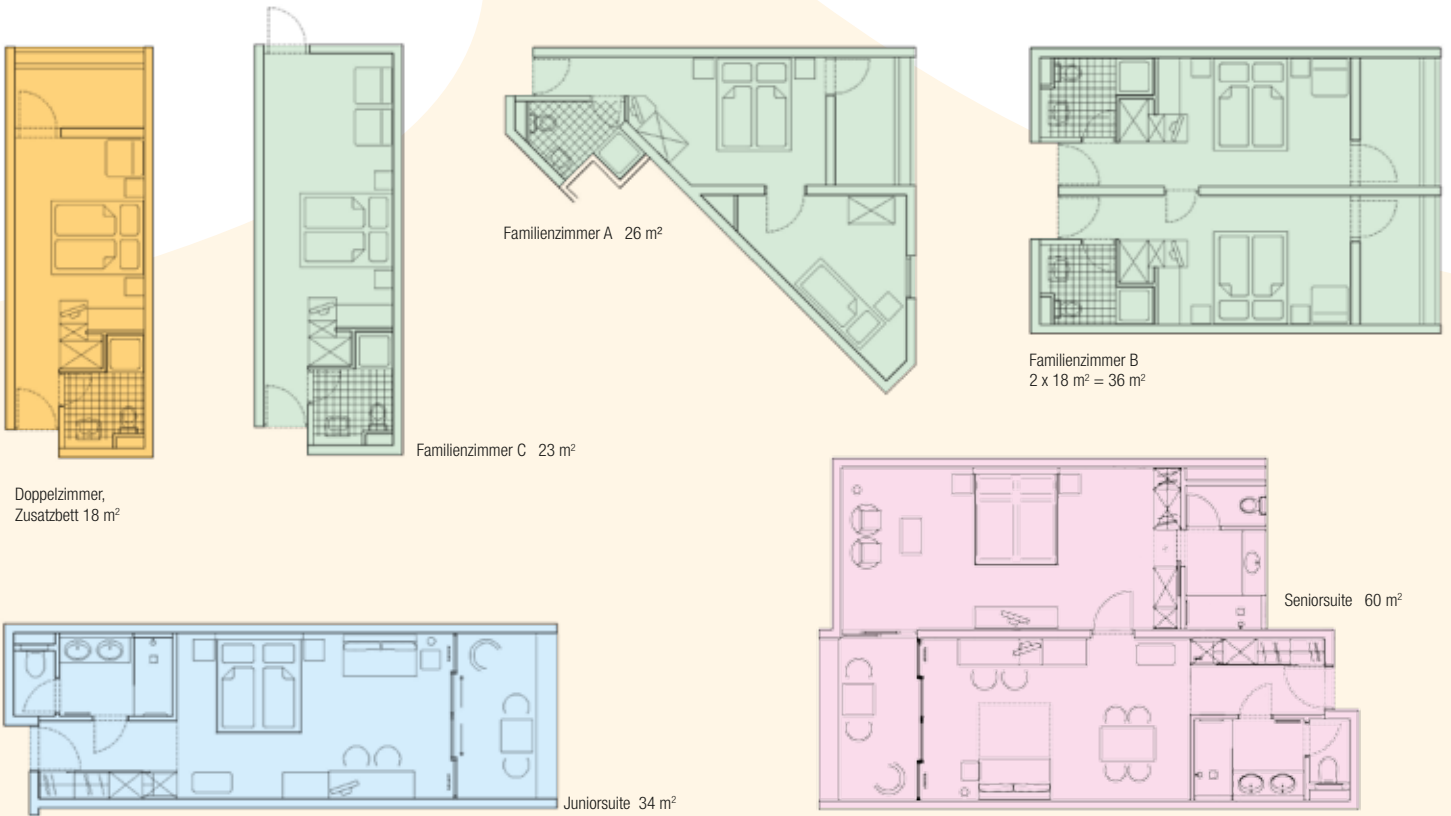 Familienzimmer A 26 m²
Familienzimmer B
2 x 18 m² = 36 m²
Familienzimmer C 23 m²
Doppelzimmer,
Zusatzbett 18 m²
Seniorsuite 60 m²
Juniorsuite 34 m²